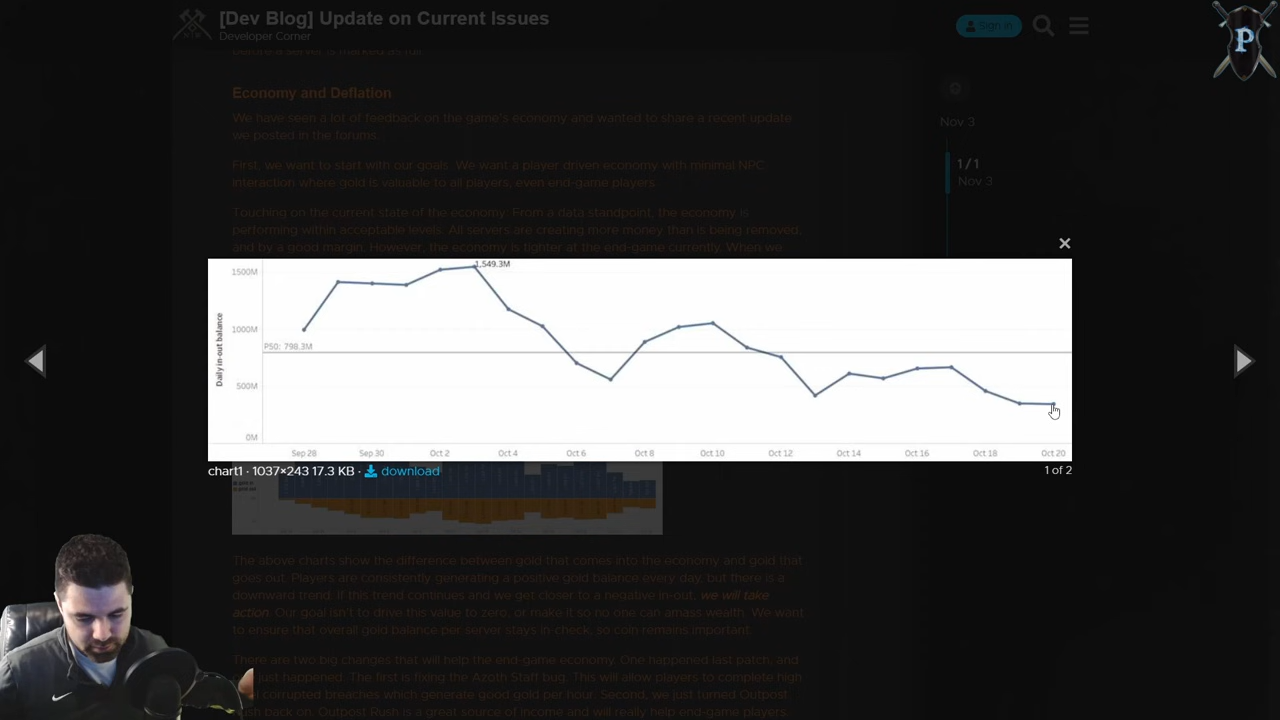 [Dev Blog] Update on Current Issues
Developer Corner
Sign In
P
before a server is marked as full.
Economy and Deflation
We have seen a lot of feedback on the game's economy and wanted to share a recent update
we posted in the forums.
First, we want to start with our goals. We want a player driven economy with minimal NPC
interaction where gold is valuable to all players, even end-game players.
Touching on the current state of the economy: From a data standpoint, the economy is
performing within acceptable levels. All servers are creating more money than is being removed,
and by a good margin. However, the economy is tighter at the end-game currently. When we
Nov 3
1/1
Nov 3
×
1,549.3M
1500M
1000M
P50: 798.3M
500M
0M
Daily in-out balance
Sep 28
Sep 30
Oct 2
Oct 4
Oct 6
Oct 8
Oct 10
Oct 12
Oct 14
Oct 16
Oct 18
Oct 20
chart1 · 1037×243 17.3 KB · download
1 of 2
The above charts show the difference between gold that comes into the economy and gold that
goes out. Players are consistently generating a positive gold balance every day, but there is a
downward trend. If this trend continues and we get closer to a negative in-out, we will take
action. Our goal isn't to drive this value to zero, or make it so no one can amass wealth. We want
to ensure that overall gold balance per server stays in check, so coin remains important.
There are two big changes that will help the end-game economy. One happened last patch, and
just happened. The first is fixing the Azoth Staff bug. This will allow players to complete high
corrupted breaches which generate good gold per hour. Second, we just turned Outpost
back on. Outpost Rush is a great source of income and will really help end-game players